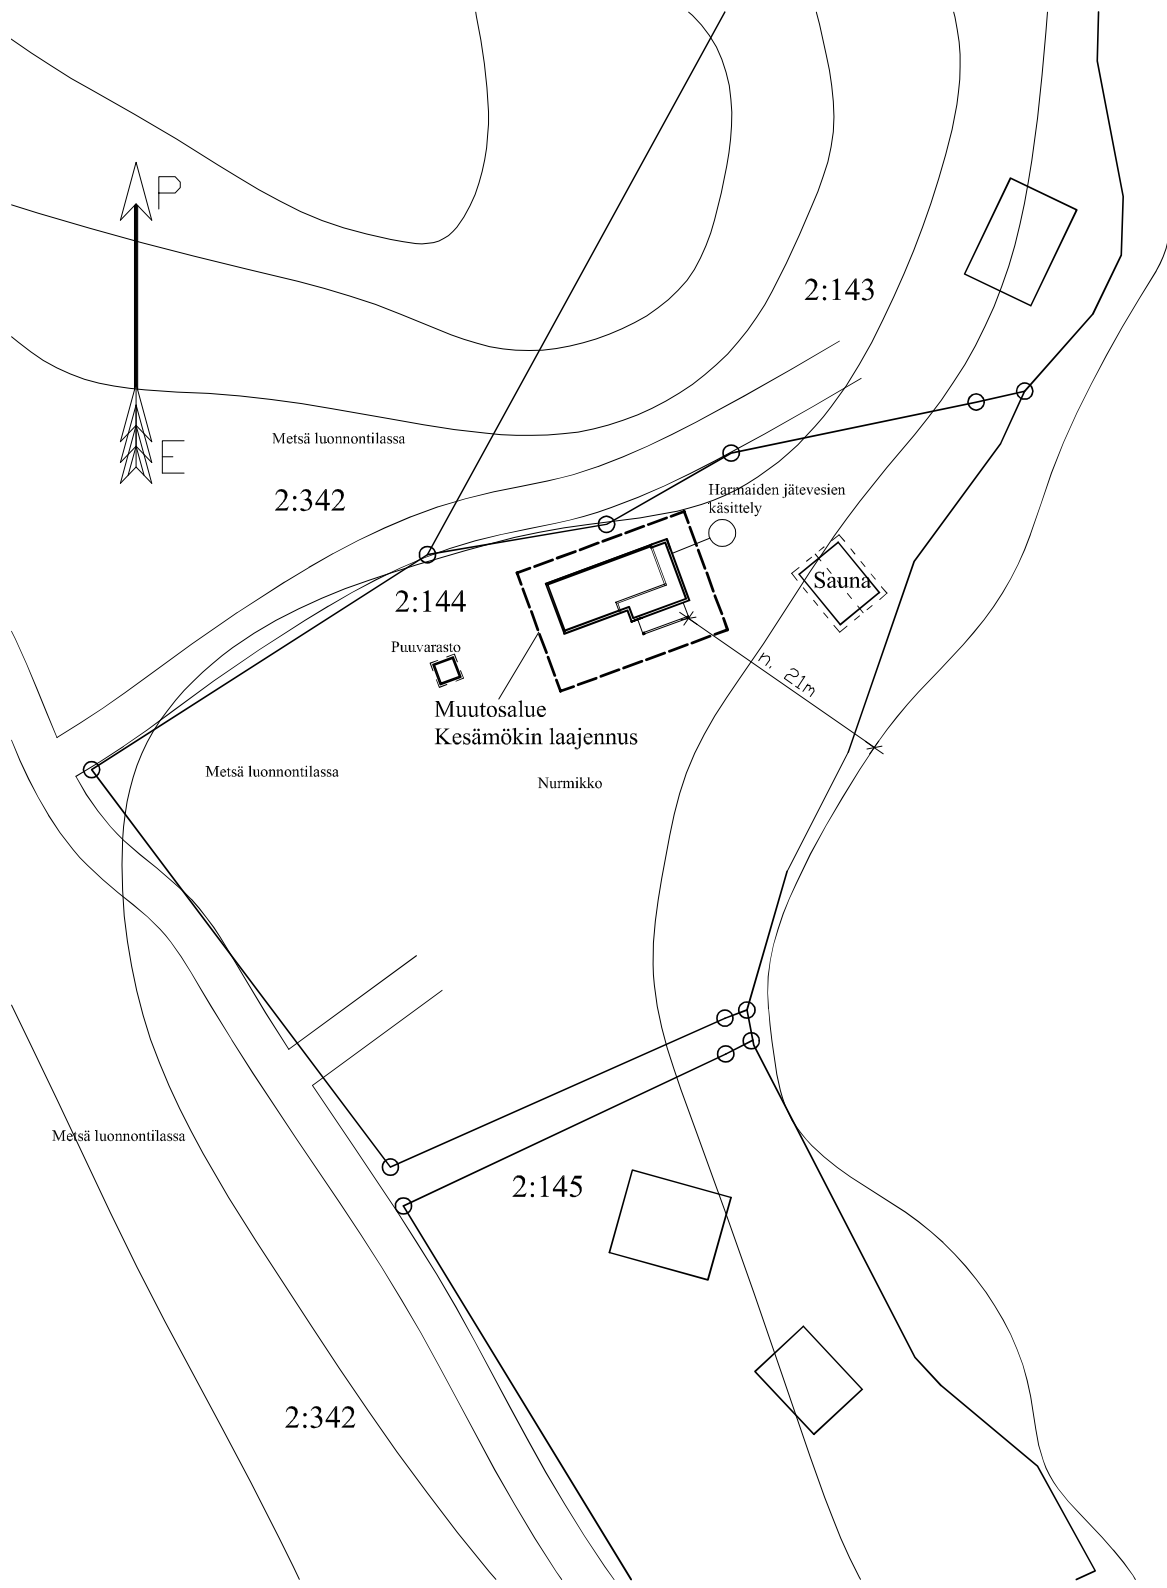 P
2:143
E
Metsä luonnontilassa
2:342
Harmaiden jätevesien
käsittely
Sauna
2:144
Puuvarasto
n. 21m
Muutosalue
Kesämökin laajennus
Metsä luonnontilassa
Nurmikko
Metsä luonnontilassa
2:145
2:342